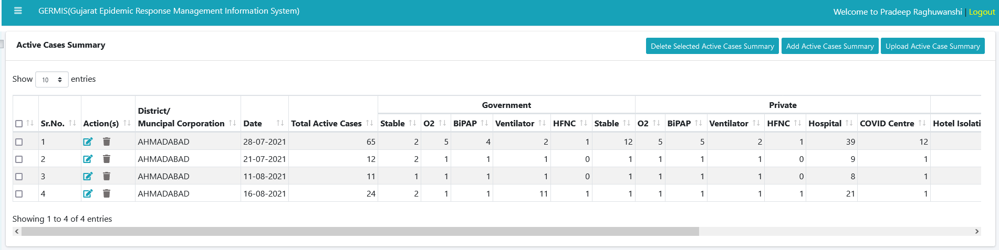 GERMIS(Gujarat Epidemic Response Management Information System)
Welcome to Pradeep Raghuwanshi | Logout
Active Cases Summary
Delete Selected Active Cases Summary Add Active Cases Summary Upload Active Case Summary
Show 10 entries
Government Private
Sr.No. Action(s) District/ Muncipal Corporation Date Total Active Cases Stable O2 BiPAP Ventilator HFNC Stable O2 BiPAP Ventilator HFNC Hospital COVID Centre Hotel Isolati
1 AHMADABAD 28-07-2021 65 2 5 4 2 1 12 5 5 2 1 39 12
2 AHMADABAD 21-07-2021 12 2 1 1 1 0 1 1 1 1 0 9 1
3 AHMADABAD 11-08-2021 11 1 1 1 1 0 1 1 1 1 0 8 1
4 AHMADABAD 16-08-2021 24 2 1 1 11 1 1 1 1 1 1 21 1
Showing 1 to 4 of 4 entries